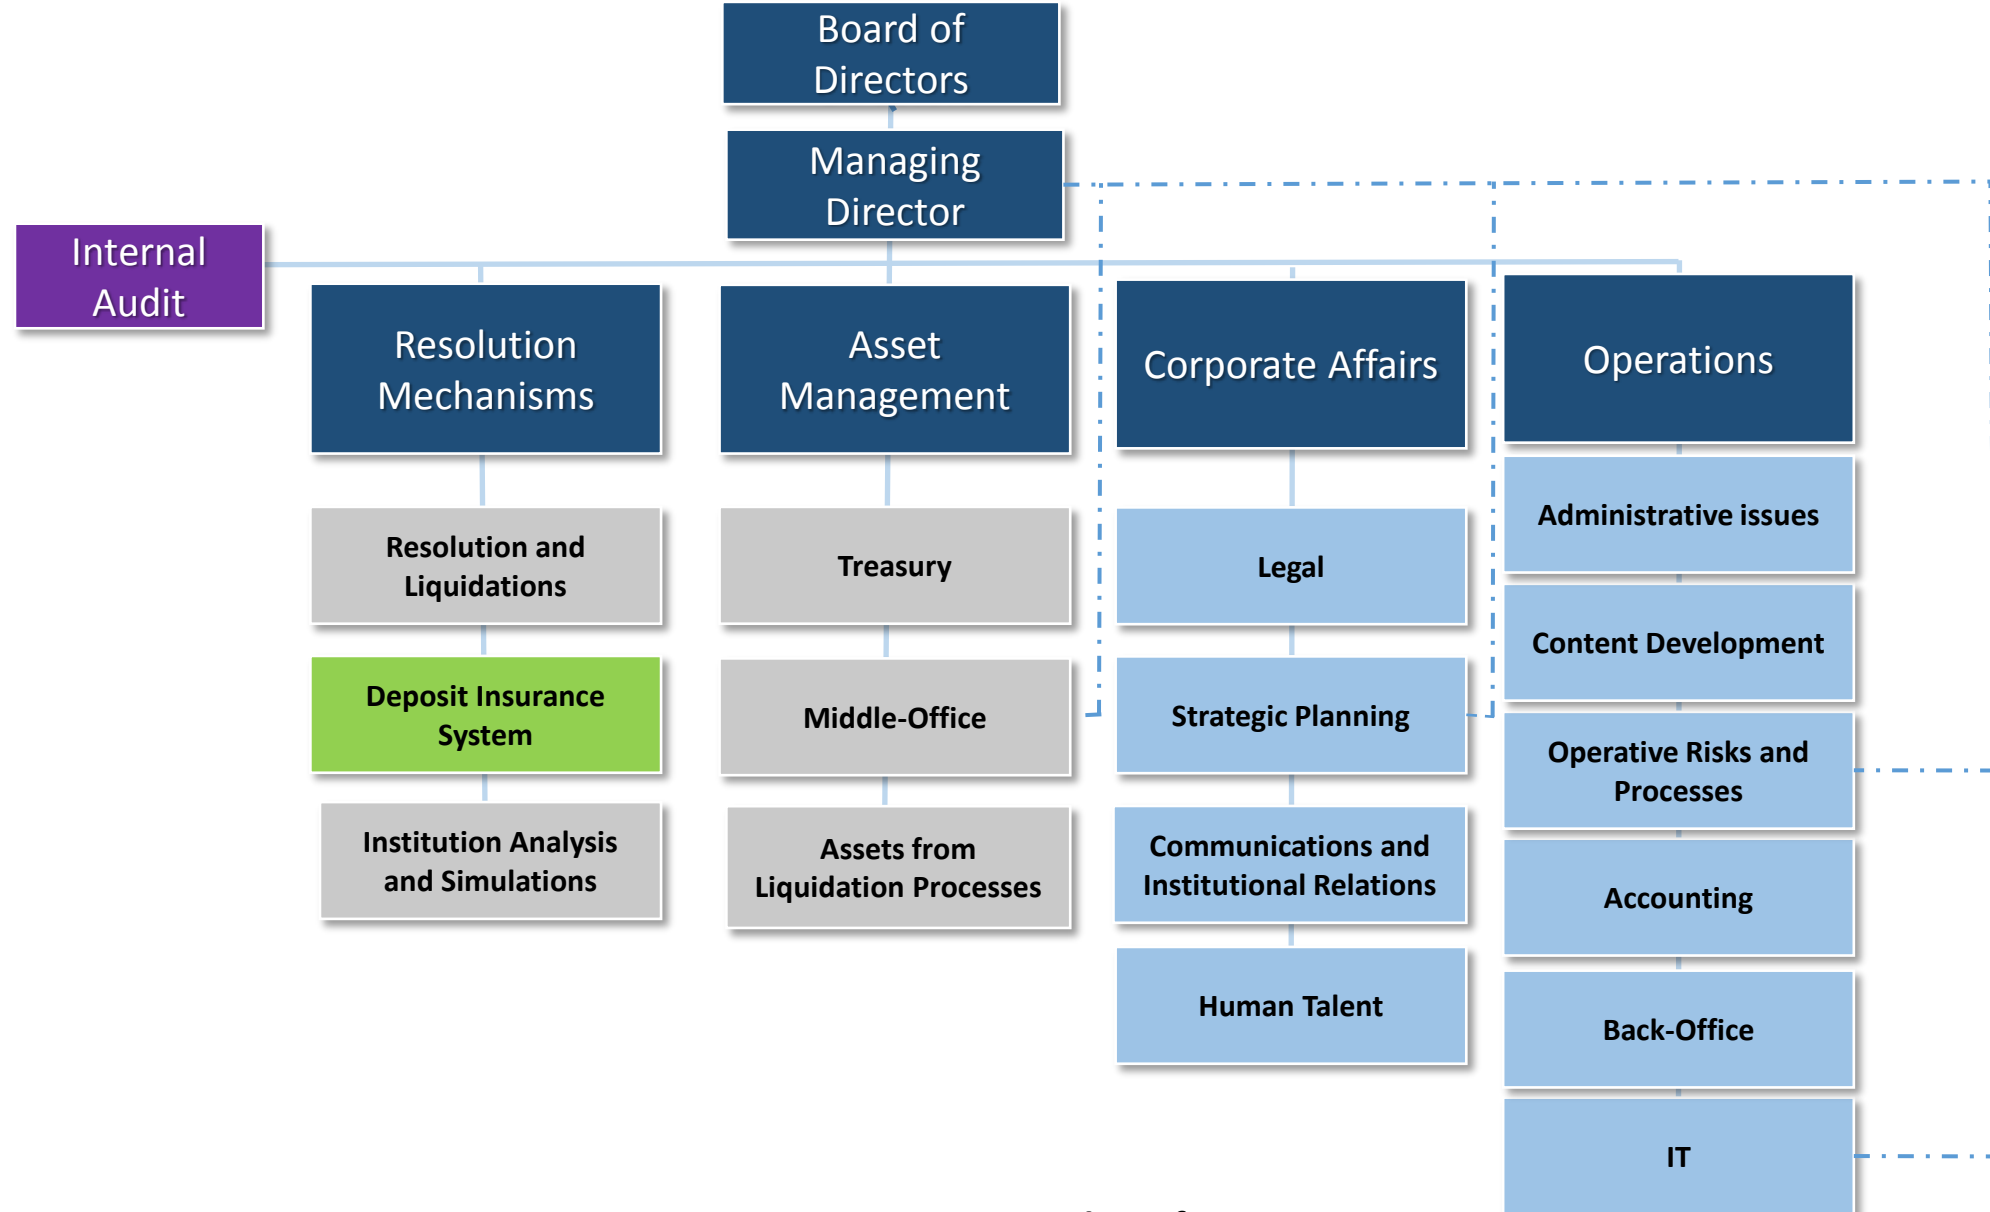 Board of
Directors
Managing
Director
Internal
Audit
Resolution
Mechanisms
Asset
Management
Corporate Affairs
Operations
Resolution and
Liquidations
Deposit Insurance
System
Institution Analysis
and Simulations
Treasury
Middle-Office
Assets from
Liquidation Processes
Legal
Strategic Planning
Communications and
Institutional Relations
Human Talent
Administrative issues
Content Development
Operative Risks and
Processes
Accounting
Back-Office
IT